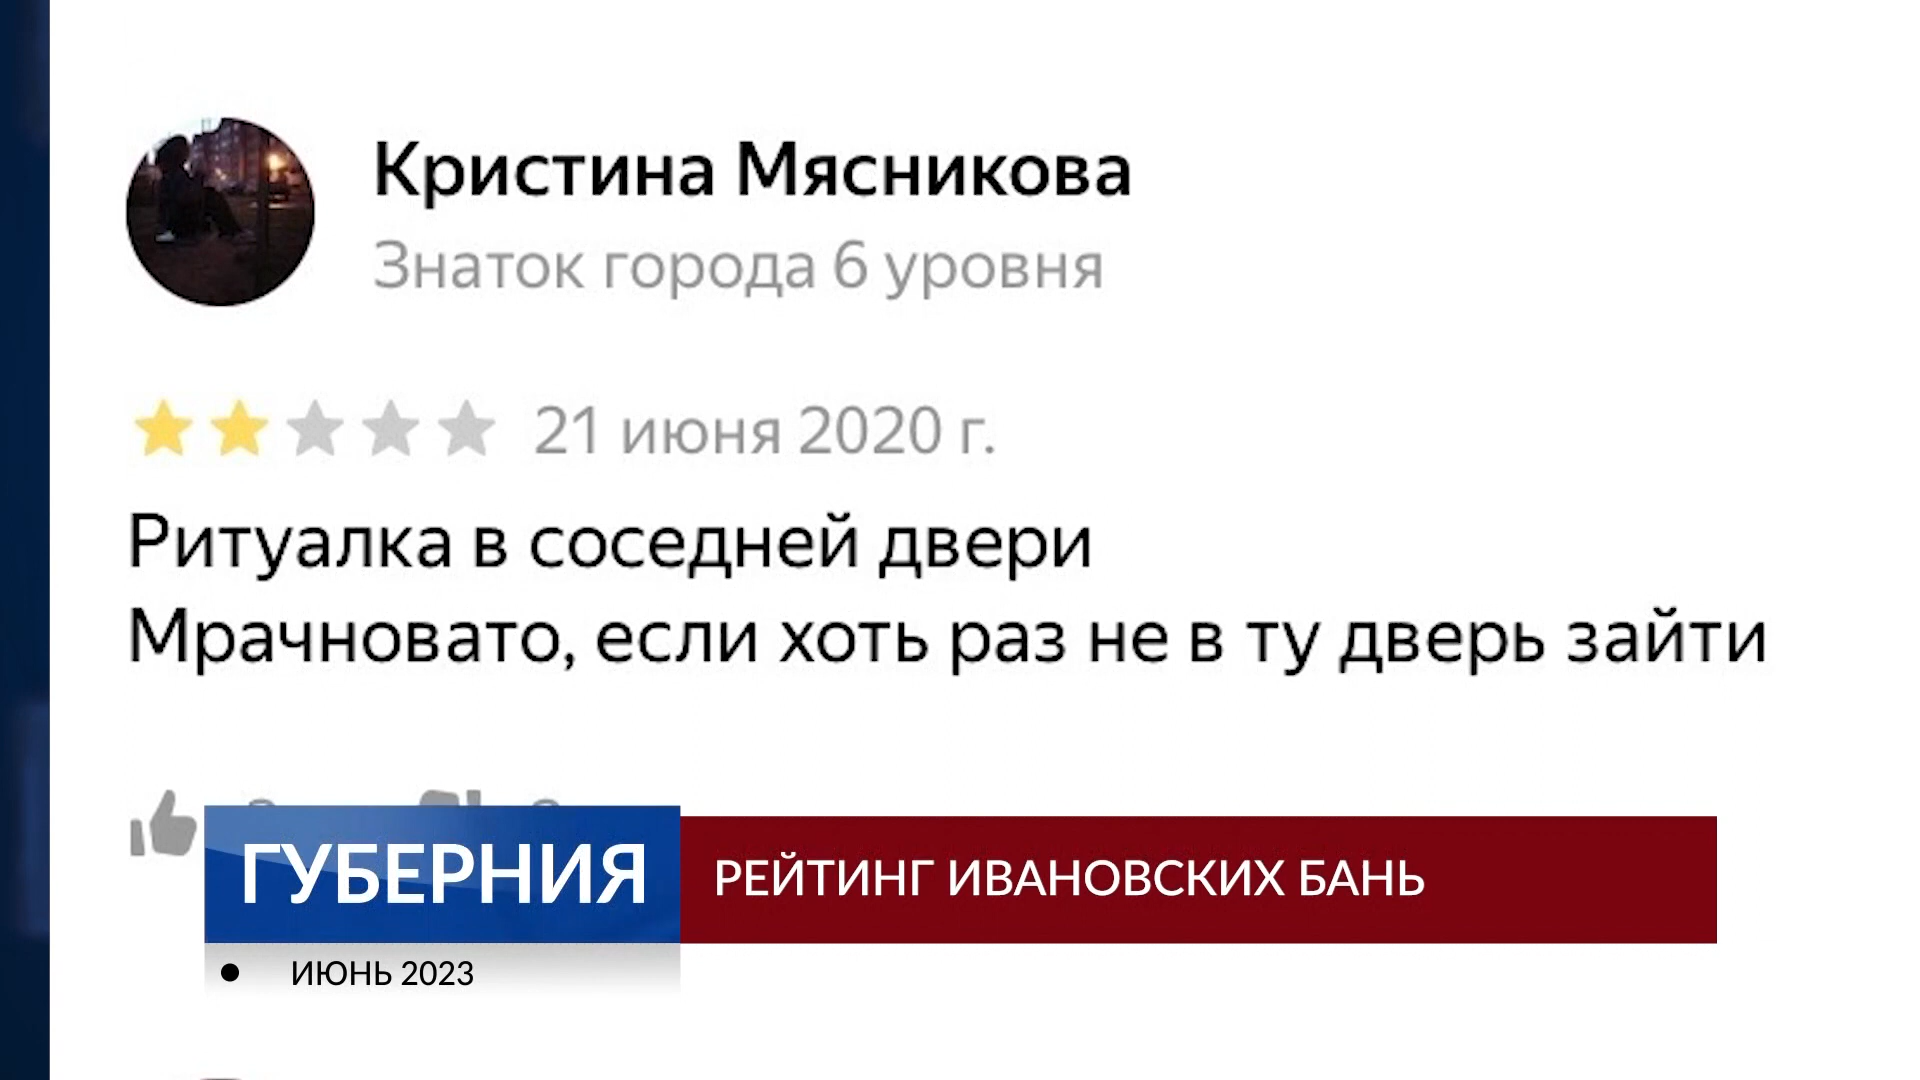 Кристина Мясникова
Знаток города 6 уровня
21 июня 2020 г.
Ритуалка в соседней двери
Мрачновато, если хоть раз не в ту дверь зайти
ГУБЕРНИЯ
РЕЙТИНГ ИВАНОВСКИХ БАНЬ
ИЮНЬ 2023